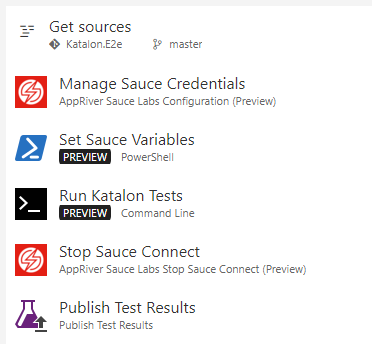 Get sources
Katalon.E2e master
Manage Sauce Credentials
AppRiver Sauce Labs Configuration (Preview)
Set Sauce Variables
PREVIEW PowerShell
Run Katalon Tests
PREVIEW Command Line
Stop Sauce Connect
AppRiver Sauce Labs Stop Sauce Connect (Preview)
Publish Test Results
Publish Test Results